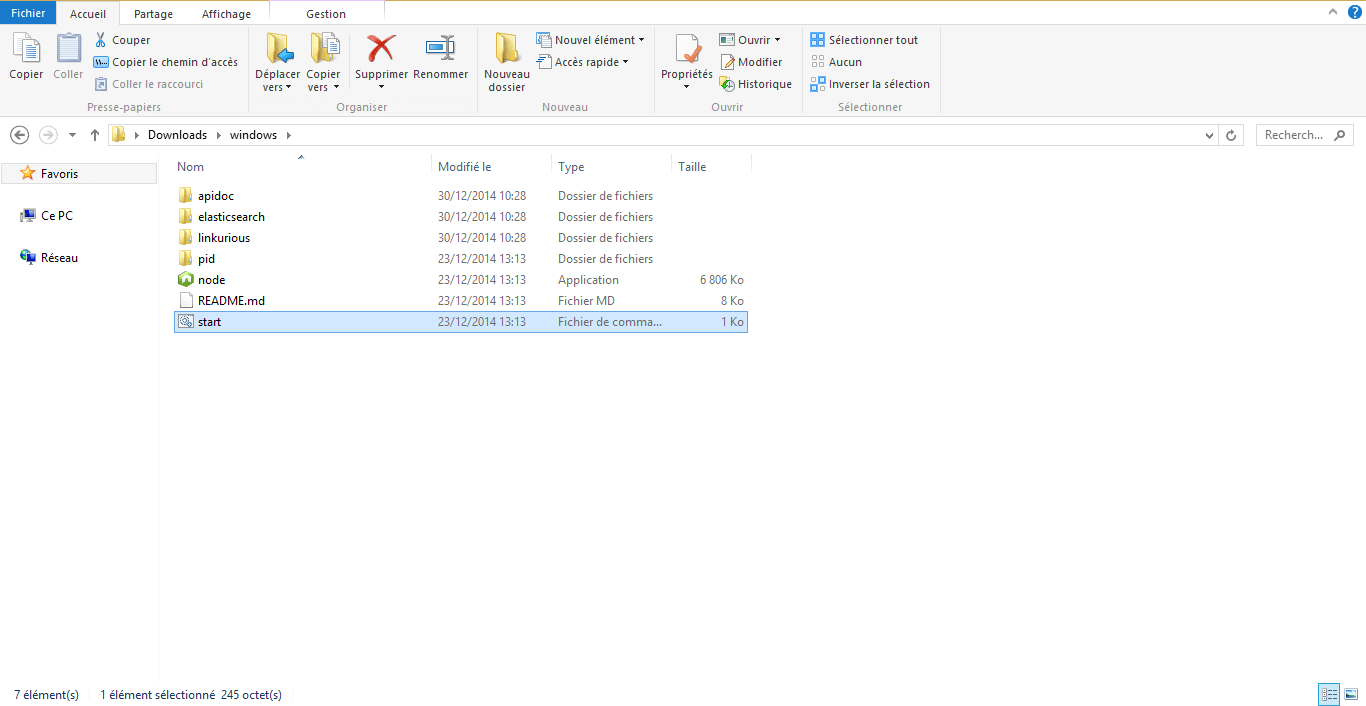 Fichier Accueil Partage Affichage Gestion
Copier Coller Couper Copier le chemin d'accès Coller le raccourci
Presse-papiers
Déplacer vers Copier vers Supprimer Renommer
Organiser
Nouveau dossier Nouvel élément Accès rapide
Nouveau
Propriétés Ouvrir Modifier Historique
Ouvrir
Sélectionner tout Aucun Inverser la sélection
Sélectionner
Downloads windows Recherch...
Favoris
Ce PC
Réseau
Nom Modifié le Type Taille
apidoc 30/12/2014 10:28 Dossier de fichiers
elasticsearch 30/12/2014 10:28 Dossier de fichiers
linkurious 30/12/2014 10:28 Dossier de fichiers
pid 23/12/2014 13:13 Dossier de fichiers
node 23/12/2014 13:13 Application 6 806 Ko
README.md 23/12/2014 13:13 Fichier MD 8 Ko
start 23/12/2014 13:13 Fichier de comma... 1 Ko
7 élément(s) 1 élément sélectionné 245 octet(s)